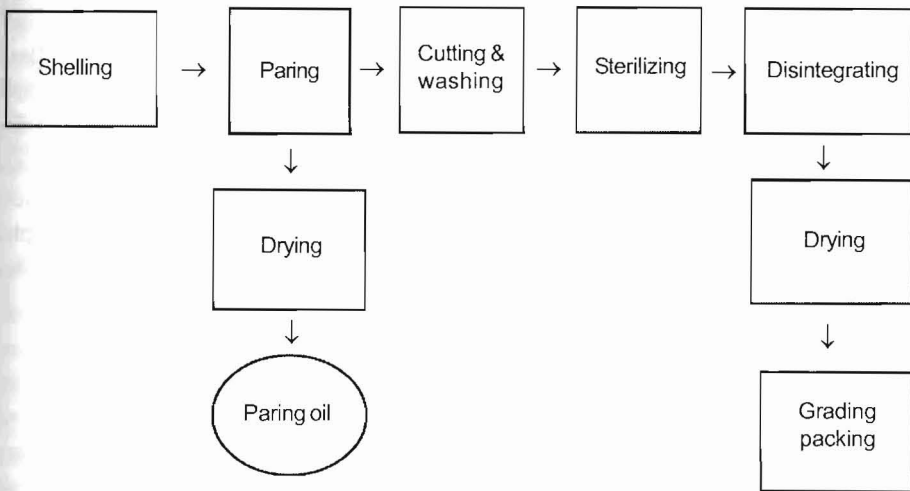 Shelling → Paring → Cutting & → Sterilizing → Disintegrating
washing
↓ ↓
Drying Drying
↓ ↓
Paring oil Grading
packing